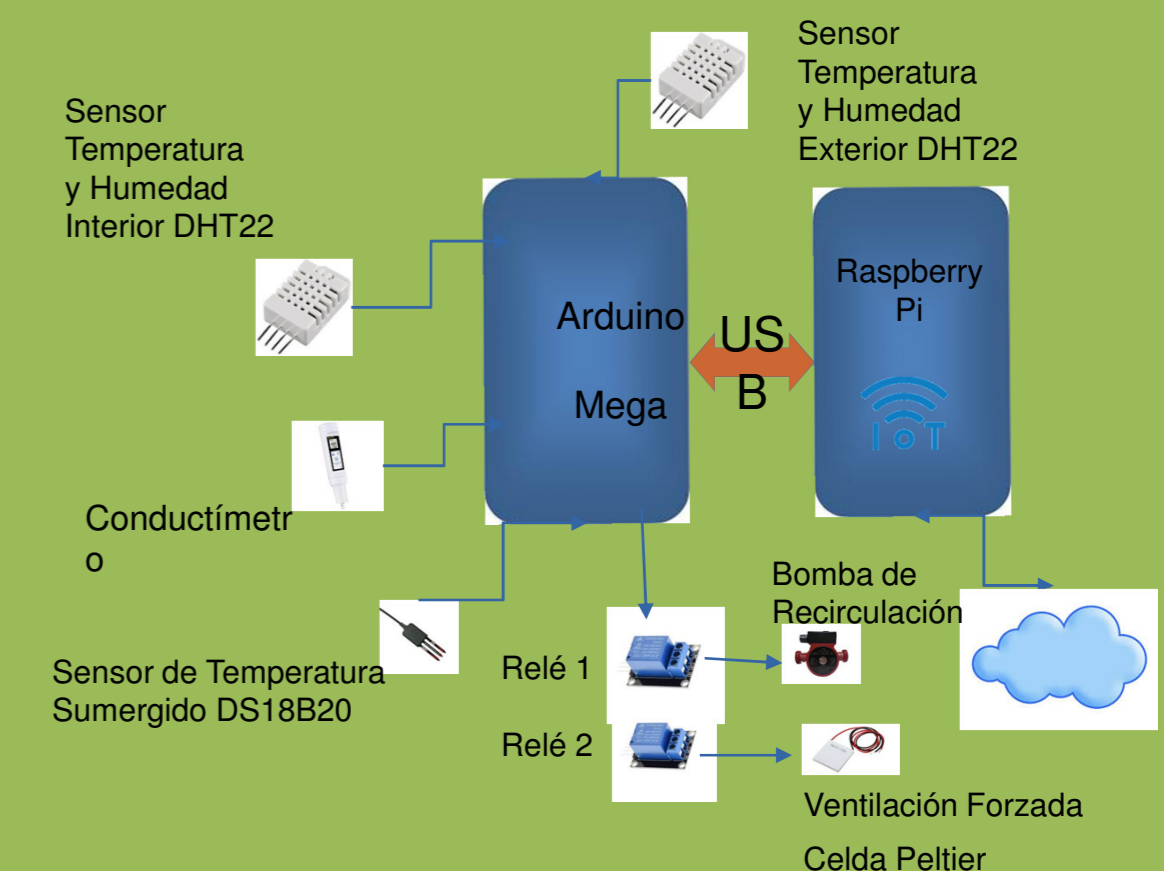 Sensor
Temperatura
y Humedad
Exterior DHT22
Sensor
Temperatura
y Humedad
Interior DHT22
Arduino
Mega
US
B
Raspberry
Pi
IoT
Conductímetr
o
Sensor de Temperatura
Sumergido DS18B20
Bomba de
Recirculación
Relé 1
Relé 2
Ventilación Forzada
Celda Peltier